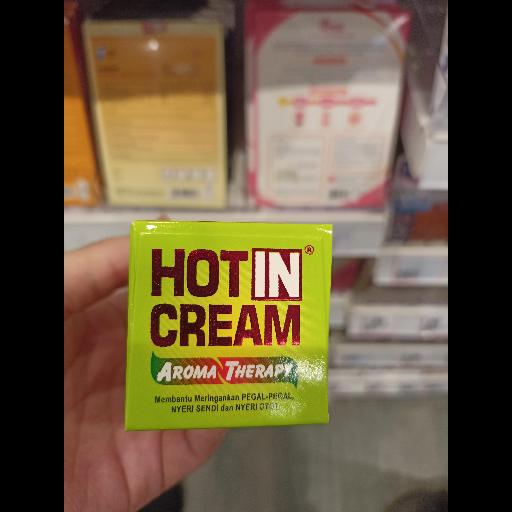 HOT IN®
CREAM
AROMA THERAPY
Membantu Meringankan PEGAL-PEGAL,
NYERI SENDI dan NYERI OTOT